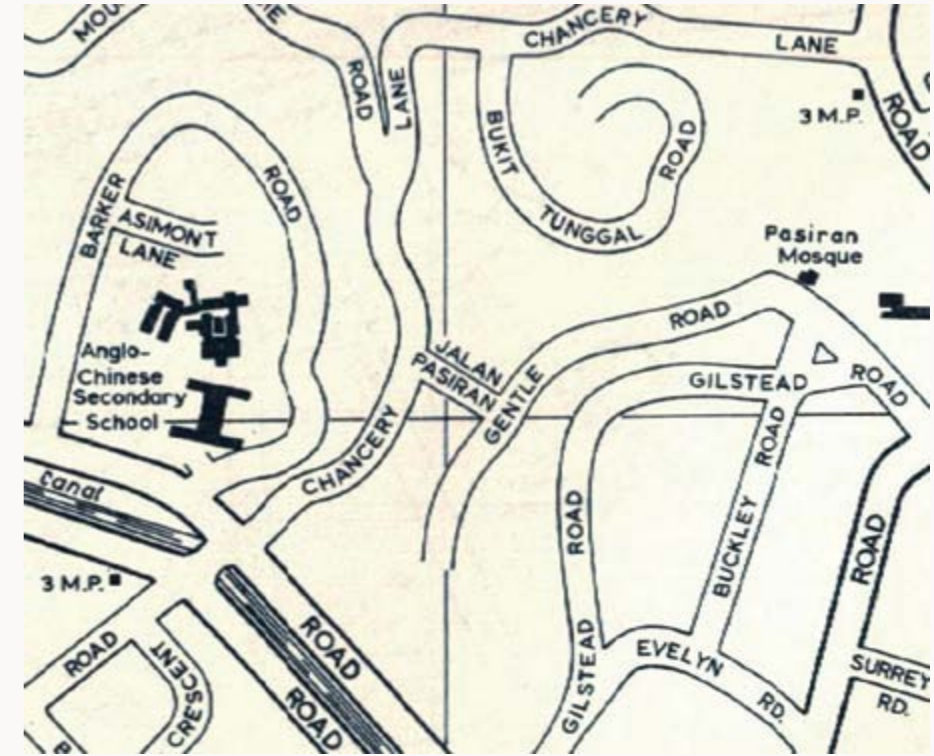 MOU
ROAD
LANE
CHANCERY
LANE
3 M.P.
ROAD
BUKIT
TUNGGAL
ROAD
BARKER
ROAD
ASIMONT
LANE
Pasiran
Mosque
Anglo-
Chinese
Secondary
School
JALAN
PASIRAN
GENTLE
ROAD
GILSTEAD
ROAD
CHANCERY
ROAD
BUCKLEY
ROAD
Canal
3 M.P.
ROAD
CRESCENT
ROAD
ROAD
GILSTEAD
EVELYN
RD.
ROAD
SURREY
RD.